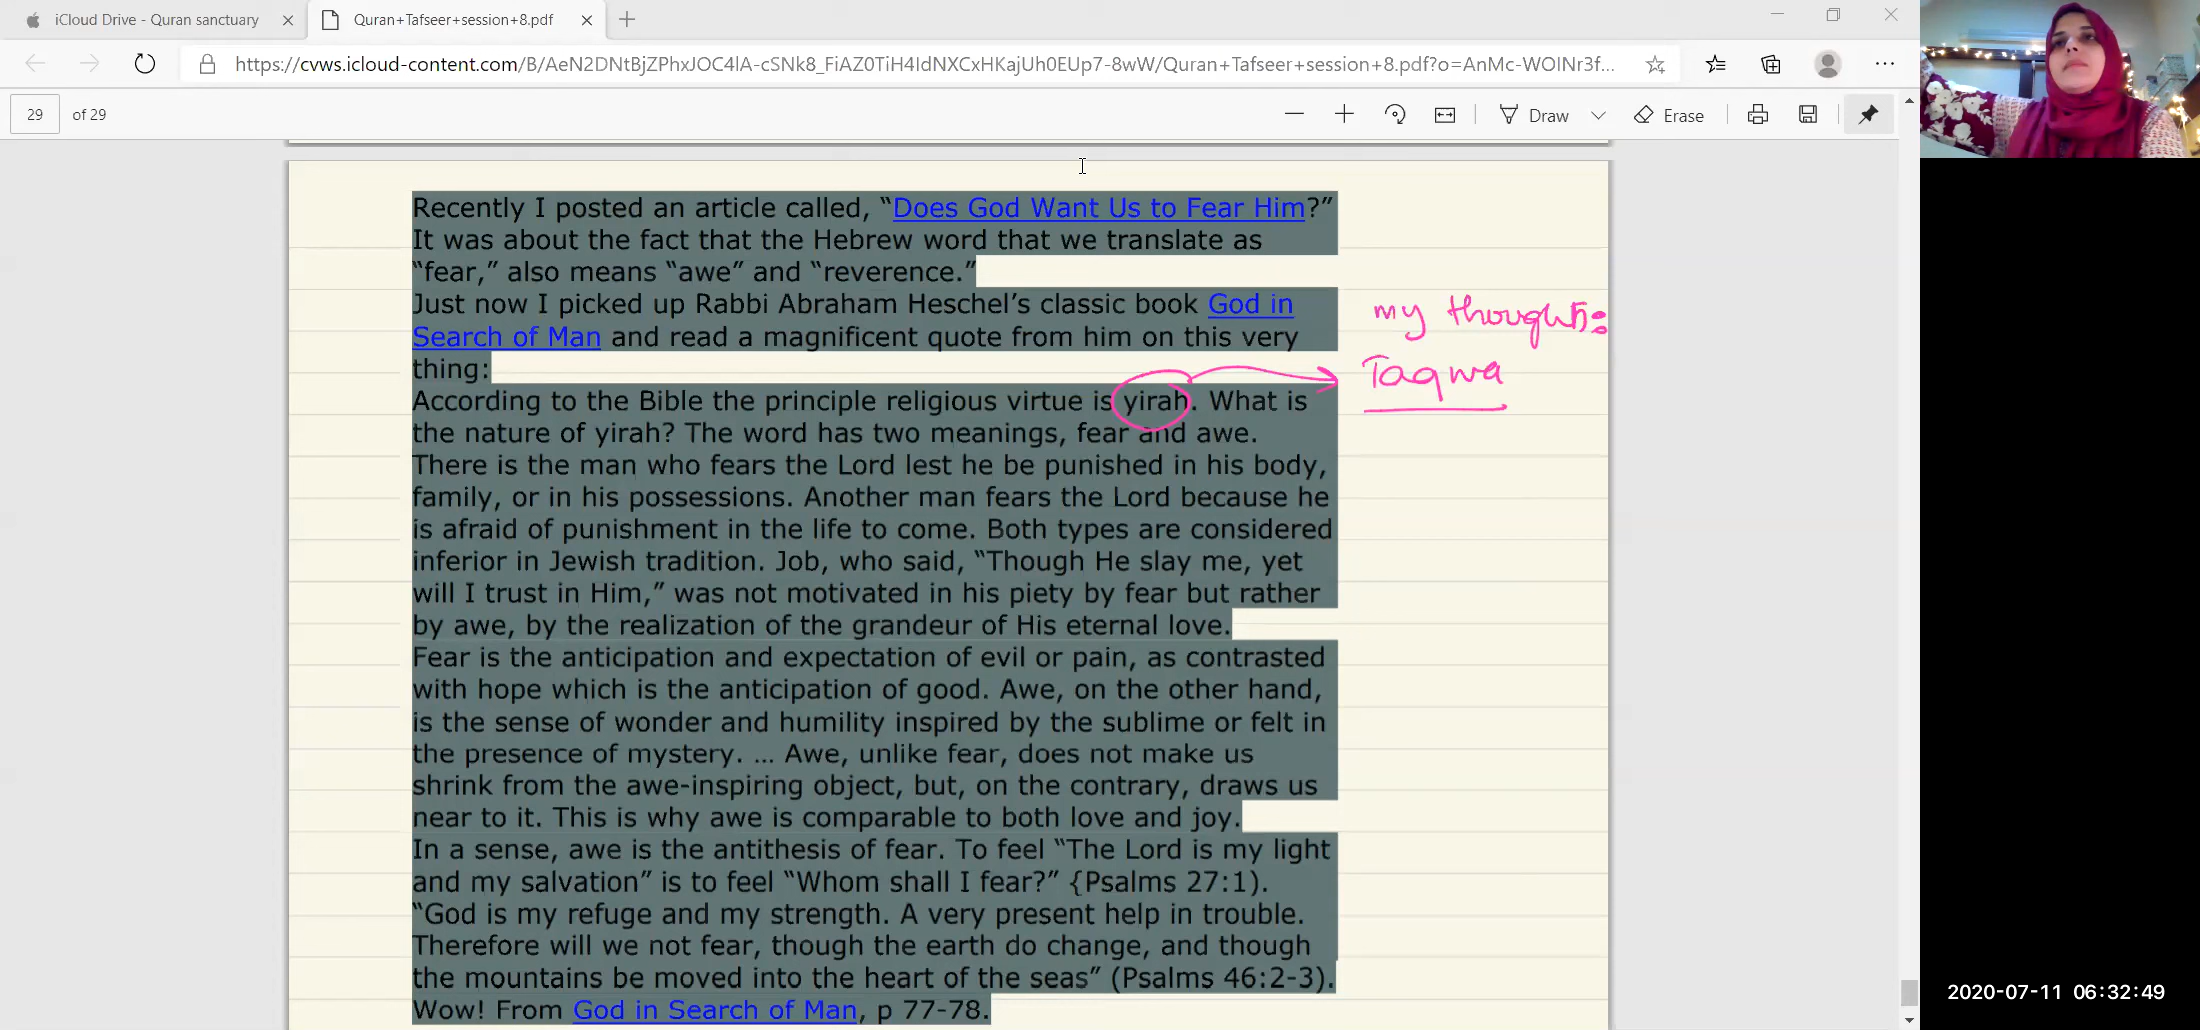 iCloud Drive - Quran sanctuary
Quran+Tafseer+session+8.pdf
https://cvws.icloud-content.com/B/AeN2DNtBjZPhxJOC4lA-cSNk8_FiAZ0TiH4IdNXCxHKajUh0EUp7-8wW/Quran+Tafseer+session+8.pdf?o=AnMc-WOlNr3f...
29 of 29
Draw
Erase
Recently I posted an article called, “Does God Want Us to Fear Him?”
It was about the fact that the Hebrew word that we translate as
“fear,” also means “awe” and “reverence.”
Just now I picked up Rabbi Abraham Heschel’s classic book God in
Search of Man and read a magnificent quote from him on this very
thing:
According to the Bible the principle religious virtue is yirah. What is
the nature of yirah? The word has two meanings, fear and awe.
There is the man who fears the Lord lest he be punished in his body,
family, or in his possessions. Another man fears the Lord because he
is afraid of punishment in the life to come. Both types are considered
inferior in Jewish tradition. Job, who said, “Though He slay me, yet
will I trust in Him,” was not motivated in his piety by fear but rather
by awe, by the realization of the grandeur of His eternal love.
Fear is the anticipation and expectation of evil or pain, as contrasted
with hope which is the anticipation of good. Awe, on the other hand,
is the sense of wonder and humility inspired by the sublime or felt in
the presence of mystery. ... Awe, unlike fear, does not make us
shrink from the awe-inspiring object, but, on the contrary, draws us
near to it. This is why awe is comparable to both love and joy.
In a sense, awe is the antithesis of fear. To feel “The Lord is my light
and my salvation” is to feel “Whom shall I fear?” {Psalms 27:1).
“God is my refuge and my strength. A very present help in trouble.
Therefore will we not fear, though the earth do change, and though
the mountains be moved into the heart of the seas” (Psalms 46:2-3).
Wow! From God in Search of Man, p 77-78.
my thoughts:
Taqwa
2020-07-11 06:32:49